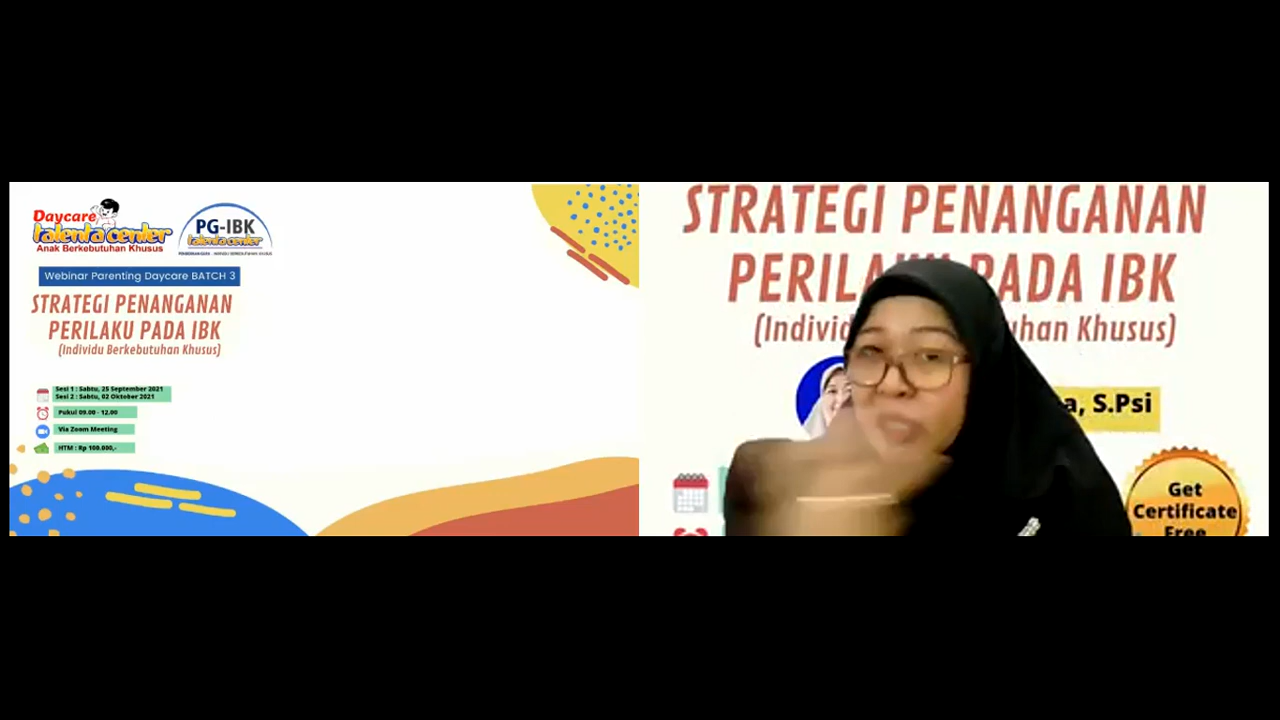 Daycare
talenta center
Anak Berkebutuhan Khusus
PG-IBK
talenta center
Webinar Parenting Daycare BATCH 3
STRATEGI PENANGANAN
PERILAKU PADA IBK
(Individu Berkebutuhan Khusus)
Sesi 1 : Sabtu, 25 September 2021
Sesi 2 : Sabtu, 02 Oktober 2021
Pukul 09.00 - 12.00
Via Zoom Meeting
HTM : Rp 100.000,-
STRATEGI PENANGANAN
PERILA PADA IBK
(Individ uhan Khusus)
a, S.Psi
Get
Certificate
Free